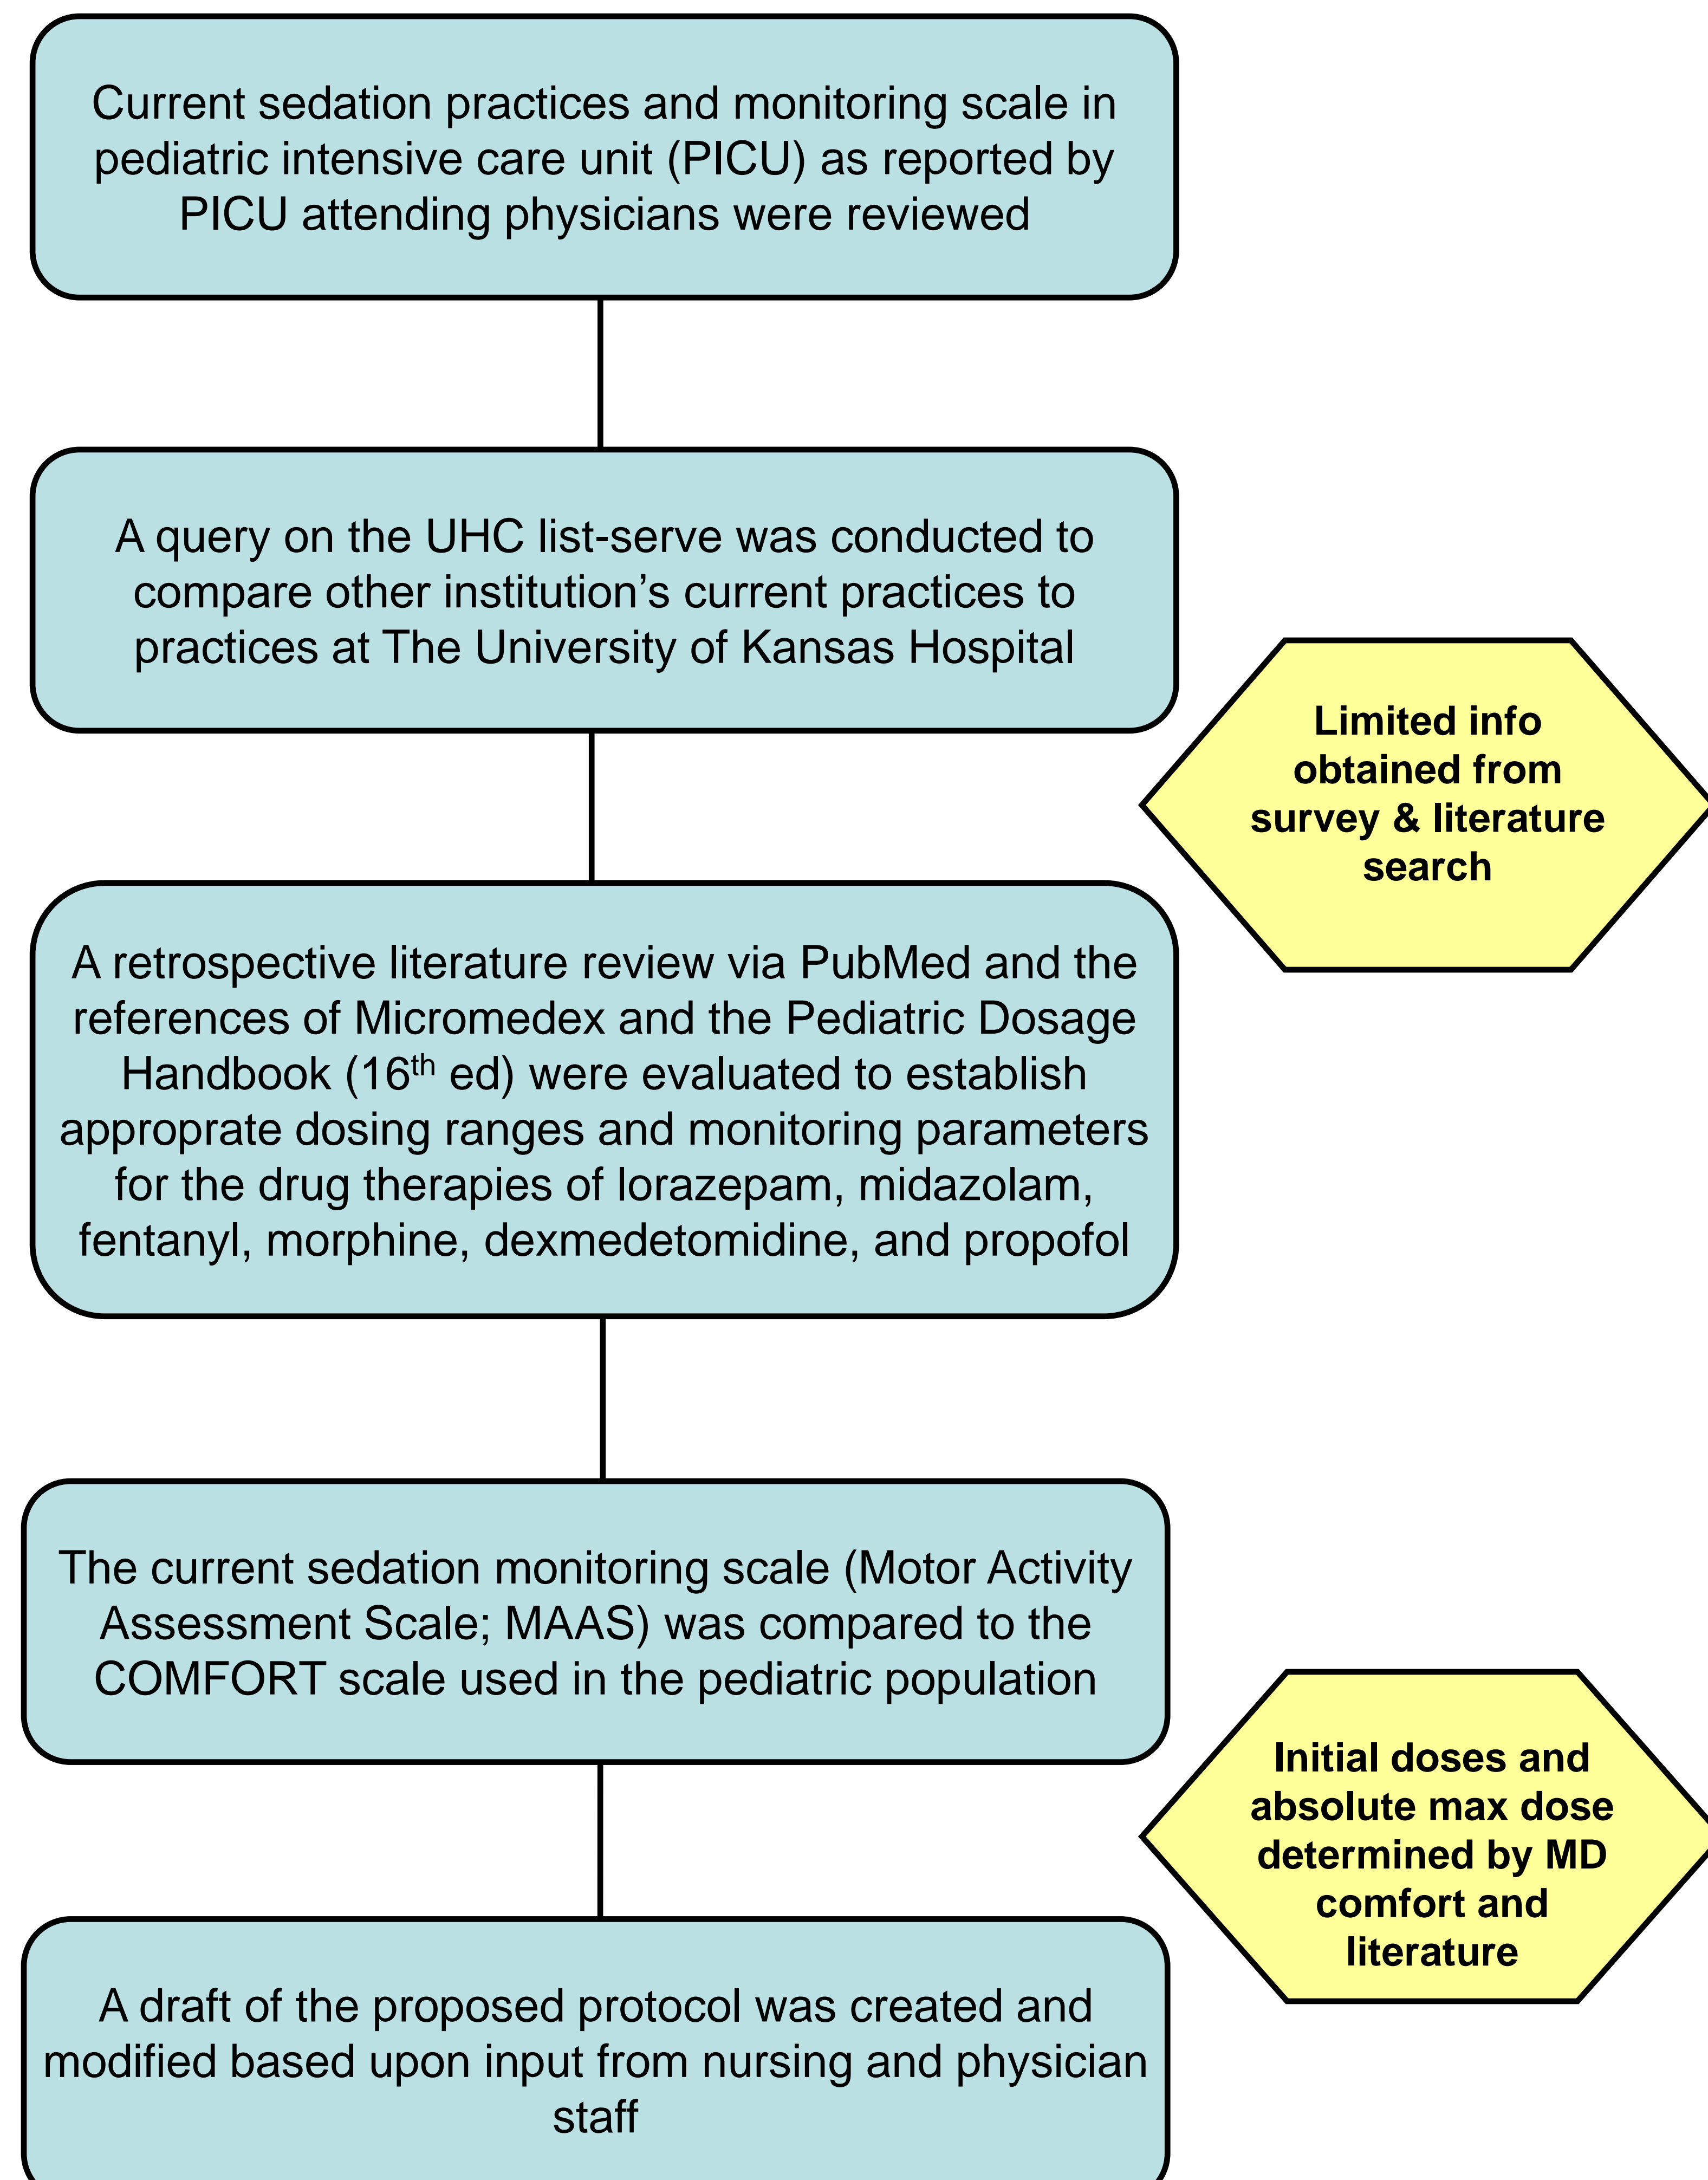 Current sedation practices and monitoring scale in
pediatric intensive care unit (PICU) as reported by
PICU attending physicians were reviewed
A query on the UHC list-serve was conducted to
compare other institution’s current practices to
practices at The University of Kansas Hospital
Limited info
obtained from
survey & literature
search
A retrospective literature review via PubMed and the
references of Micromedex and the Pediatric Dosage
Handbook (16th ed) were evaluated to establish
approprate dosing ranges and monitoring parameters
for the drug therapies of lorazepam, midazolam,
fentanyl, morphine, dexmedetomidine, and propofol
The current sedation monitoring scale (Motor Activity
Assessment Scale; MAAS) was compared to the
COMFORT scale used in the pediatric population
Initial doses and
absolute max dose
determined by MD
comfort and
literature
A draft of the proposed protocol was created and
modified based upon input from nursing and physician
staff